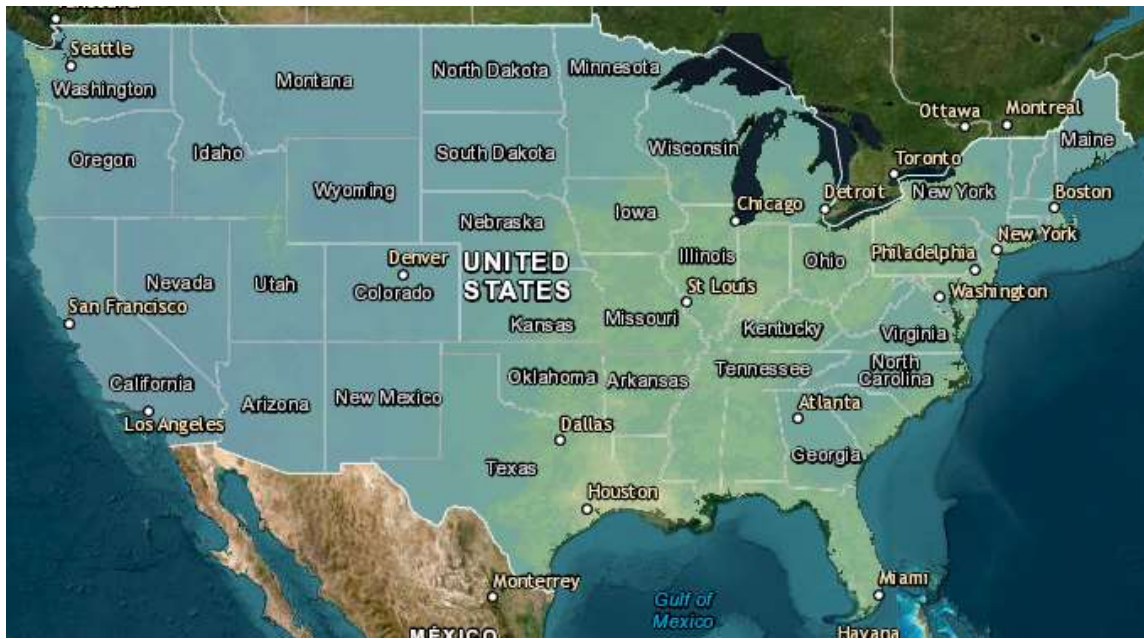 Vancouver
Seattle
Washington
Montana
North Dakota
Minnesota
Ottawa
Montreal
Maine
Oregon
Idaho
South Dakota
Wisconsin
Toronto
Wyoming
New York
Boston
Detroit
Chicago
Nebraska
Iowa
New York
Philadelphia
Illinois
Ohio
Denver
UNITED
STATES
Nevada
Utah
Colorado
St Louis
Washington
San Francisco
Kansas
Missouri
Kentucky
Virginia
Tennessee
North
Carolina
California
Oklahoma
Arkansas
Arizona
New Mexico
Atlanta
Los Angeles
Dallas
Georgia
Texas
Houston
Monterrey
Miami
Gulf of
Mexico
MÉXICO
Havana